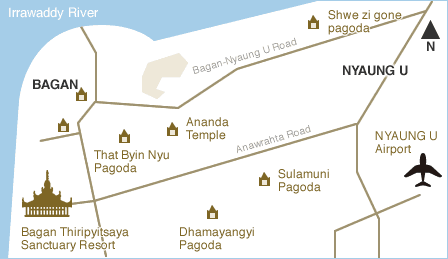 Irrawaddy River
Shwe zi gone
pagoda
N
Bagan-Nyaung U Road
NYAUNG U
BAGAN
Ananda
Temple
Anawrahta Road
NYAUNG U
Airport
That Byin Nyu
Pagoda
Sulamuni
Pagoda
Bagan Thiripyitsaya
Sanctuary Resort
Dhamayangyi
Pagoda